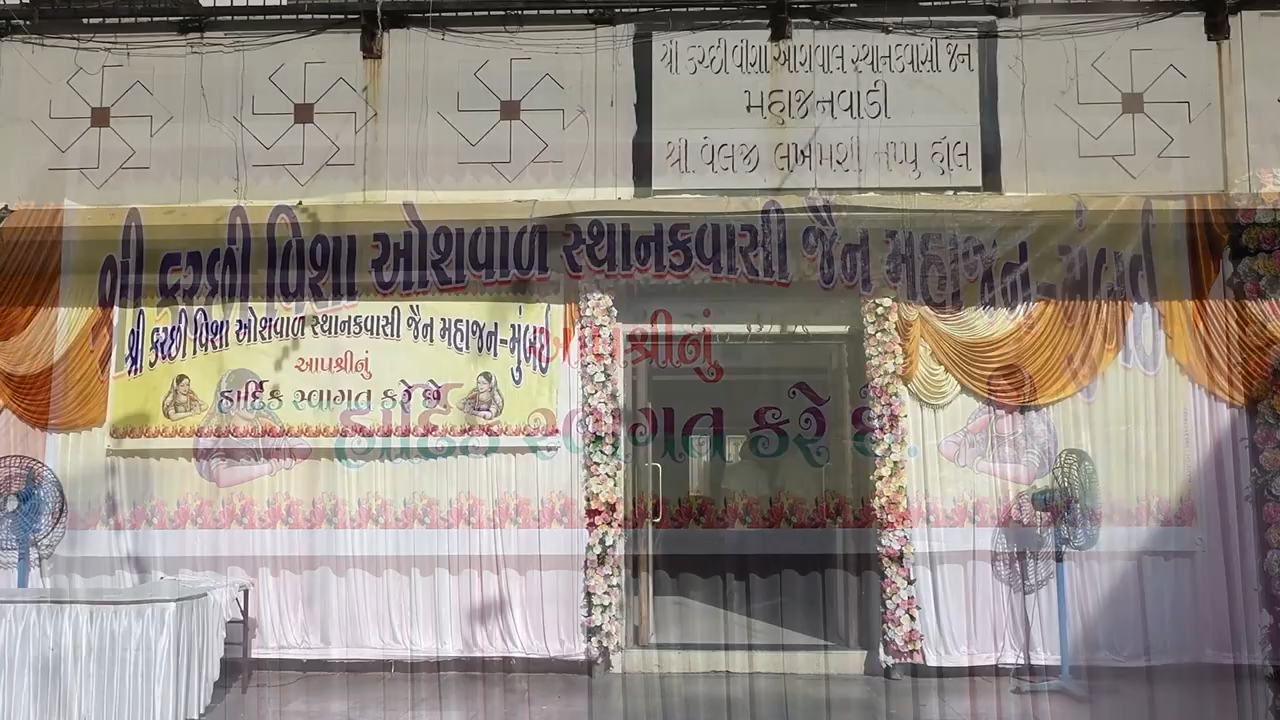 શ્રી કચ્છી વીશા ઓશવાલ સ્થાનકવાસી જૈન
મહાજનવાડી
શ્રી. વેલજી લખમશી નપ્પુ હૉલ
શ્રી કચ્છી વિશા ઓશવાળ સ્થાનકવાસી જૈન મહાજન-મુંબઈ
આપશ્રીનું
હાર્દિક સ્વાગત કરે છે.
શ્રી કચ્છી વિશા ઓશવાળ સ્થાનકવાસી જૈન મહાજન-મુંબઈ
આપશ્રીનું
હાર્દિક સ્વાગત કરે છે